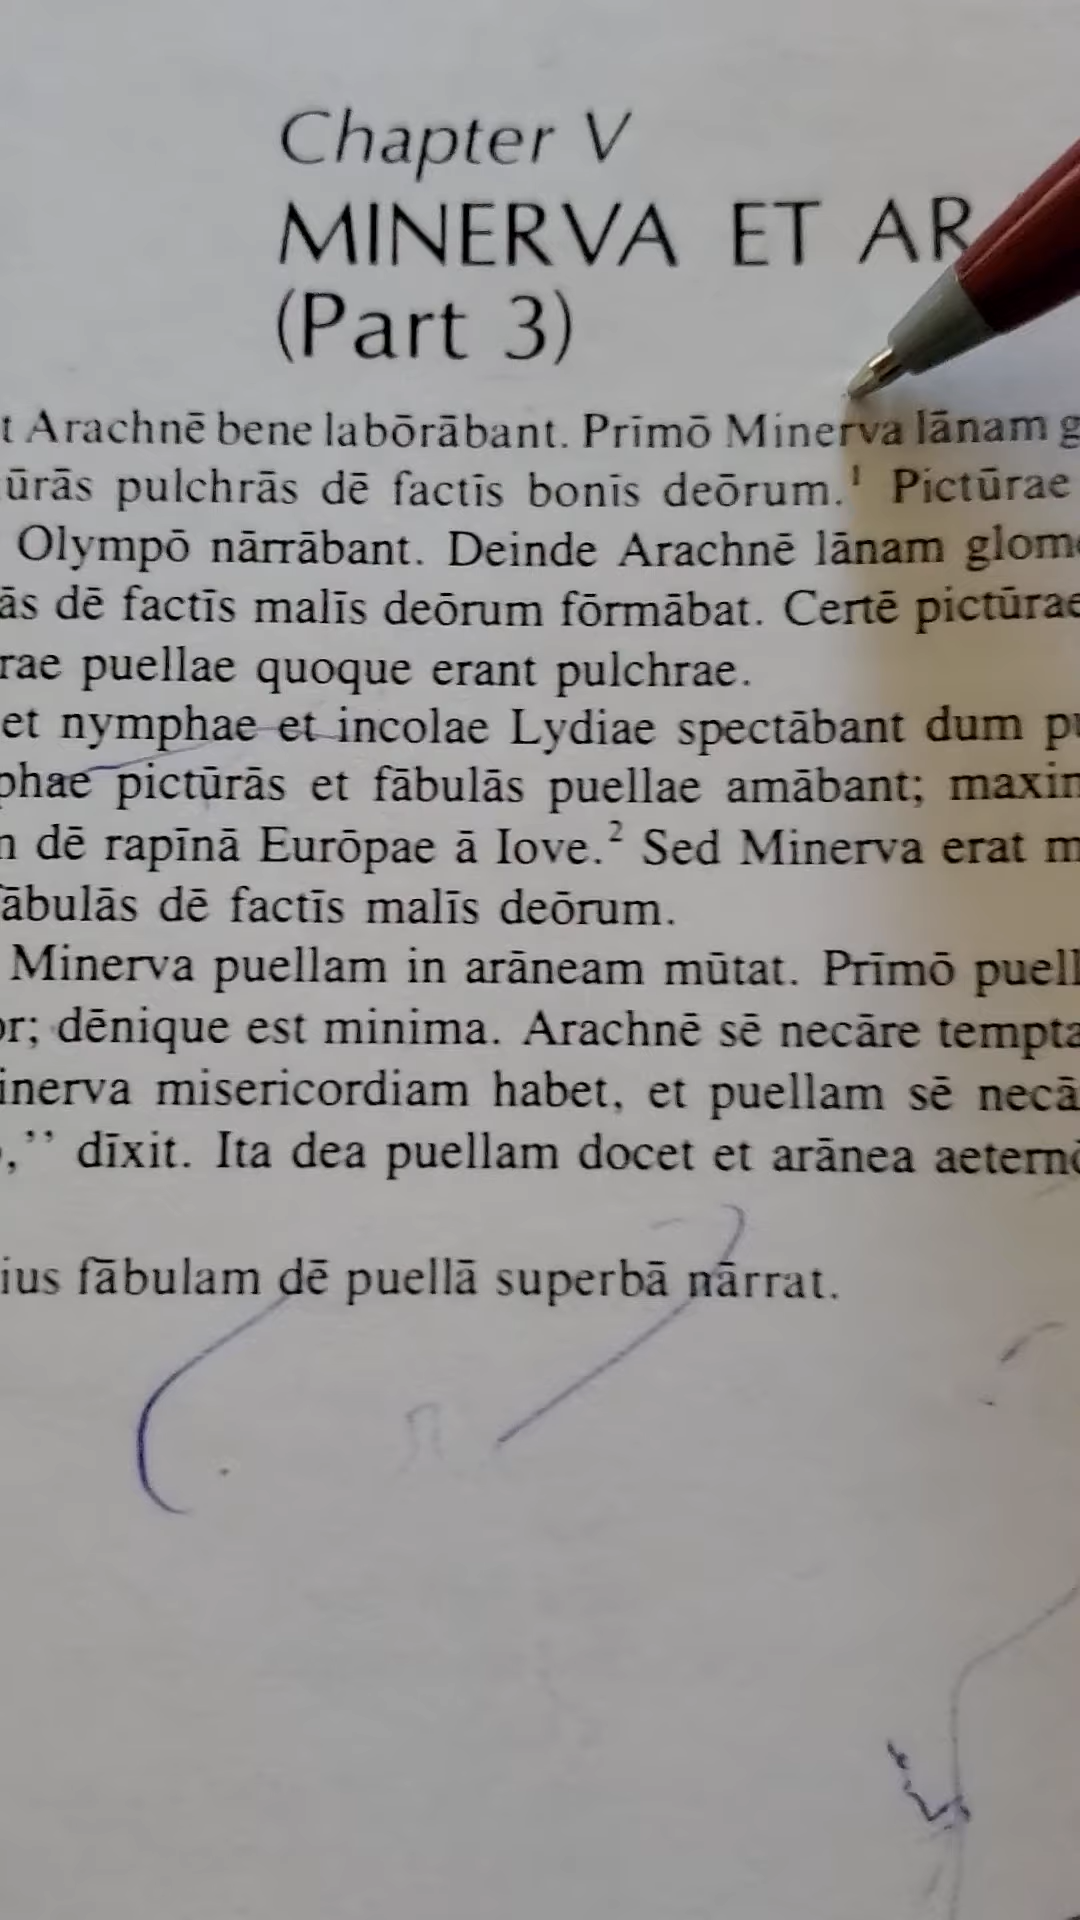 Chapter V
MINERVA ET AR
(Part 3)
t Arachnē bene labōrābant. Prīmō Minerva lānam g
ūrās pulchrās dē factīs bonīs deōrum.¹ Pictūrae
Olympō nārrābant. Deinde Arachnē lānam glom
ās dē factīs malīs deōrum fōrmābat. Certē pictūrae
rae puellae quoque erant pulchrae.
et nymphae et incolae Lydiae spectābant dum p
phae pictūrās et fābulās puellae amābant; maxim
n dē rapīnā Eurōpae ā Iove.² Sed Minerva erat m
fābulās dē factīs malīs deōrum.
Minerva puellam in arāneam mūtat. Prīmō puell
or; dēnique est minima. Arachnē sē necāre tempta
inerva misericordiam habet, et puellam sē necā
,’’ dīxit. Ita dea puellam docet et arānea aetern
ius fābulam dē puellā superbā nārrat.